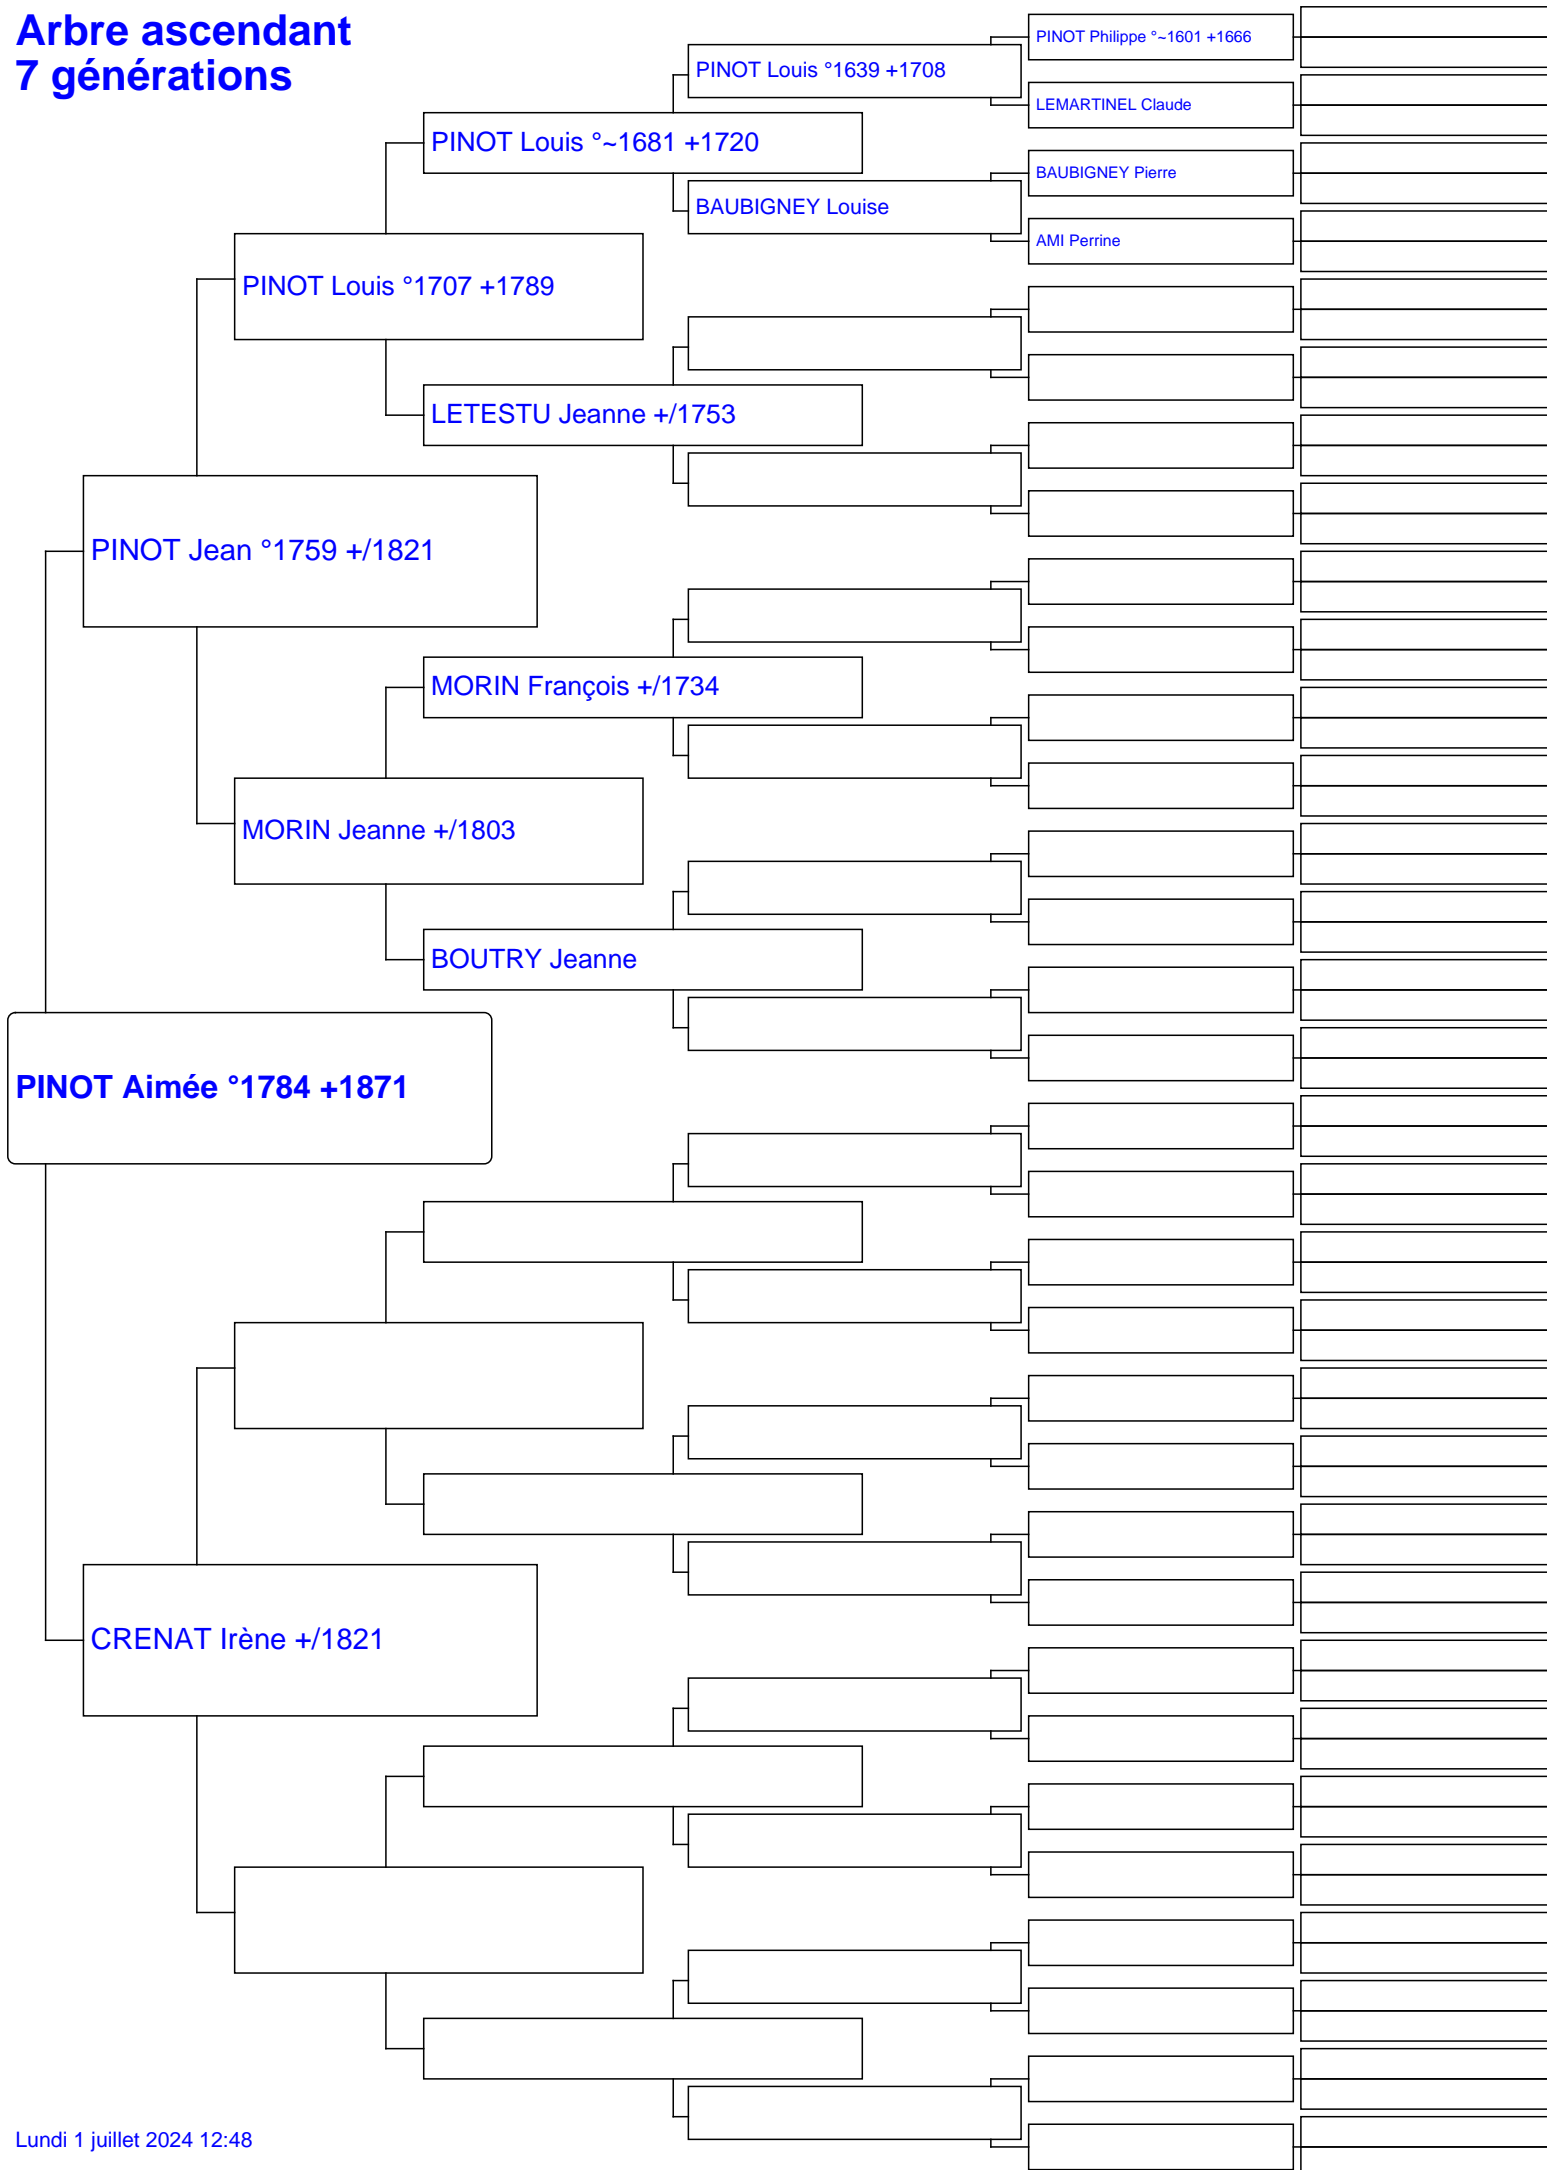 Arbre ascendant
7 générations
PINOT Philippe °~1601 +1666
PINOT Louis °1639 +1708
LEMARTINEL Claude
PINOT Louis °~1681 +1720
BAUBIGNEY Pierre
BAUBIGNEY Louise
AMI Perrine
PINOT Louis °1707 +1789
LETESTU Jeanne +/1753
PINOT Jean °1759 +/1821
MORIN François +/1734
MORIN Jeanne +/1803
BOUTRY Jeanne
PINOT Aimée °1784 +1871
CRENAT Irène +/1821
Lundi 1 juillet 2024 12:48